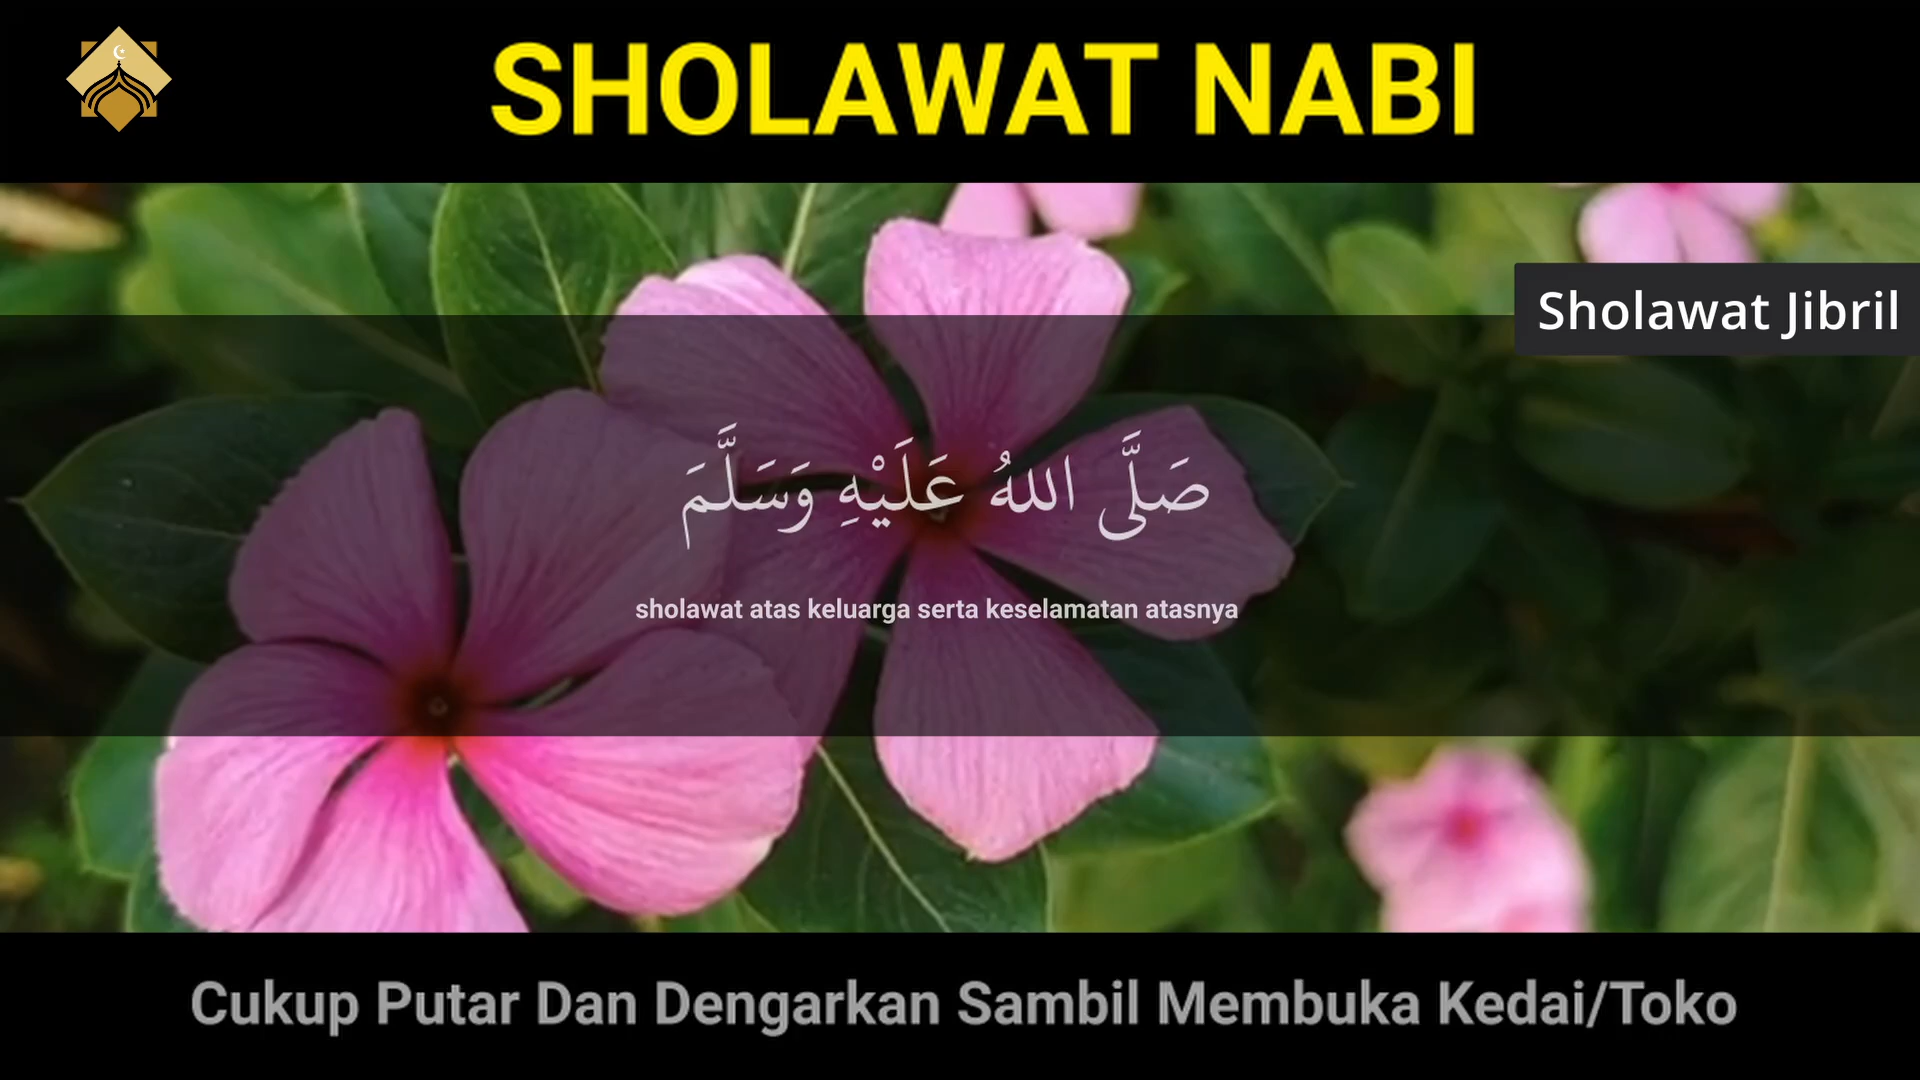 SHOLAWAT NABI
Sholawat Jibril
صَلَّى اللهُ عَلَيْهِ وَسَلَّمَ
sholawat atas keluarga serta keselamatan atasnya
Cukup Putar Dan Dengarkan Sambil Membuka Kedai/Toko